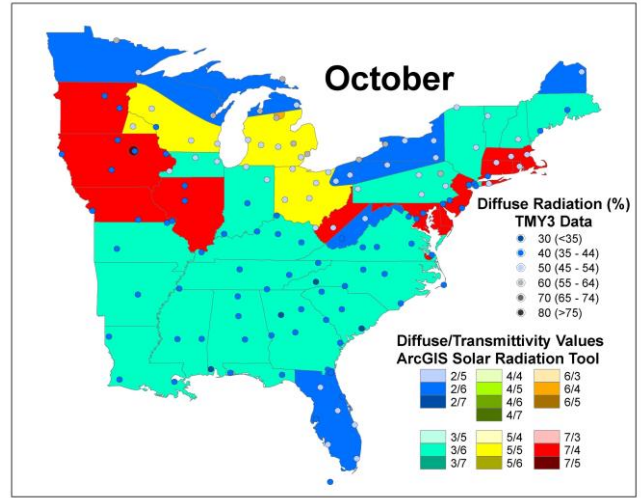 October
Diffuse Radiation (%)
TMY3 Data
30 (<35)
40 (35 - 44)
50 (45 - 54)
60 (55 - 64)
70 (65 - 74)
80 (>75)
Diffuse/Transmittivity Values
ArcGIS Solar Radiation Tool
2/5 4/4 6/3
2/6 4/5 6/4
2/7 4/6 6/5
4/7
3/5 5/4 7/3
3/6 5/5 7/4
3/7 5/6 7/5